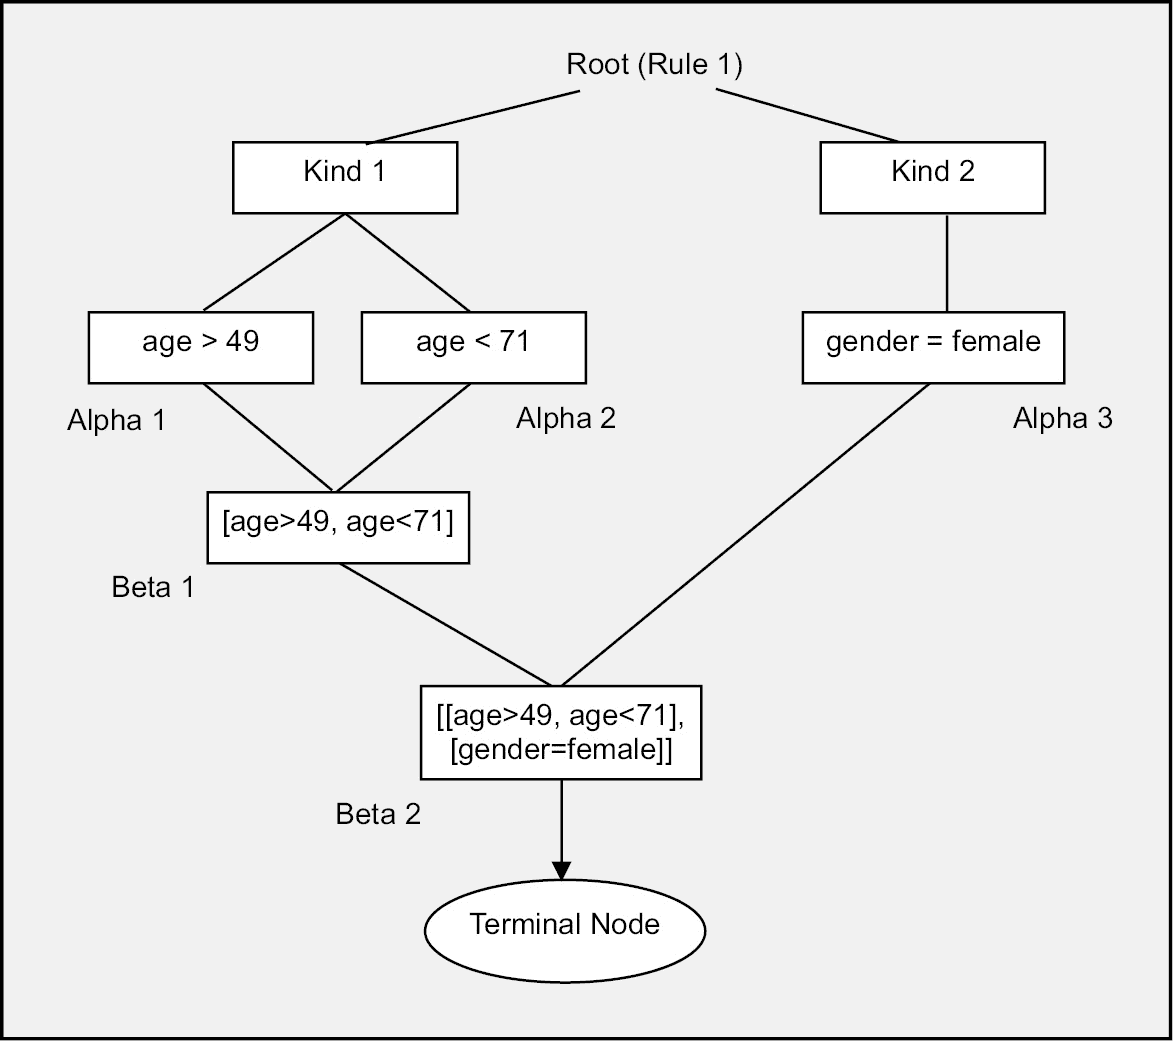 Root (Rule 1)
Kind 1
Kind 2
age > 49
age < 71
gender = female
Alpha 1
Alpha 2
Alpha 3
[age>49, age<71]
Beta 1
[[age>49, age<71],
[gender=female]]
Beta 2
Terminal Node